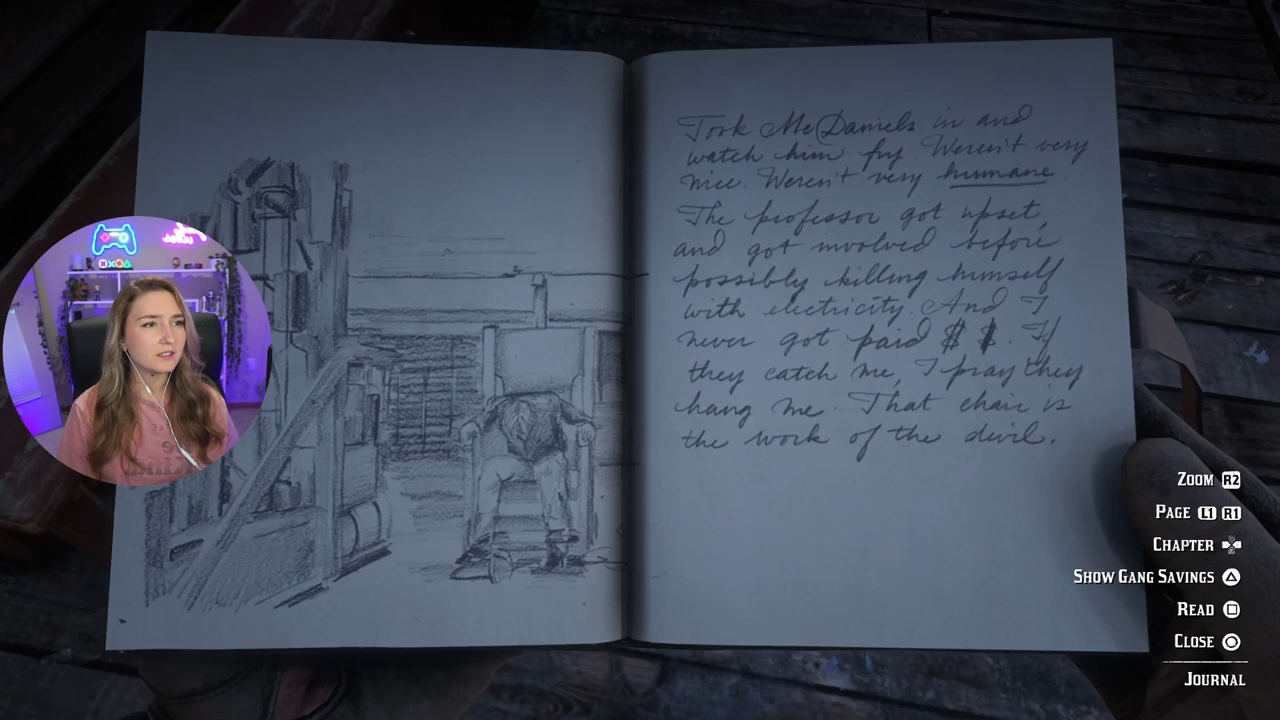 Took McDaniels in and
watch him fry. Weren't very
nice. Weren't very humane.
The professor got upset,
and got involved before
possibly killing himself
with electricity. And I
never got paid $ $. If
they catch me, I pray they
hang me. That chair is
the work of the devil.
ZOOM R2
PAGE L1 R1
CHAPTER
SHOW GANG SAVINGS
READ
CLOSE
JOURNAL